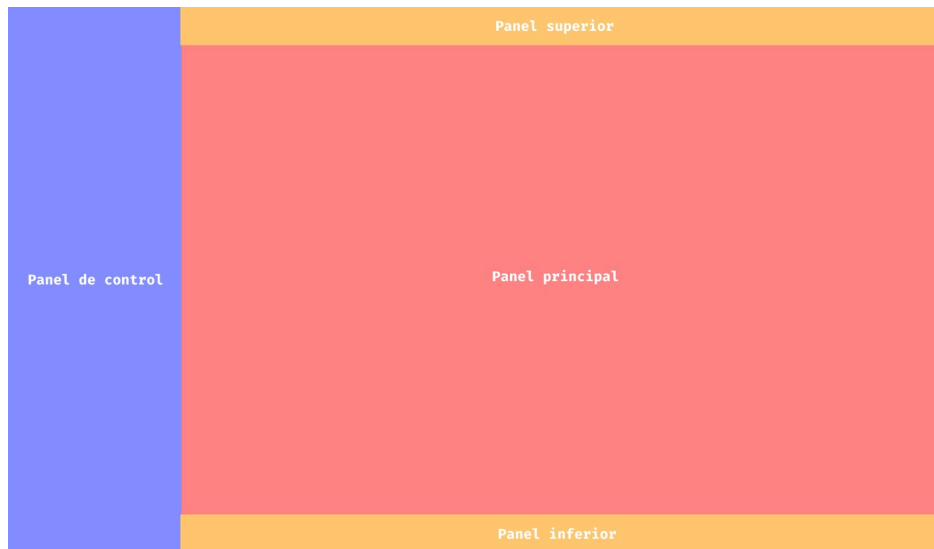 Panel superior
Panel de control
Panel principal
Panel inferior